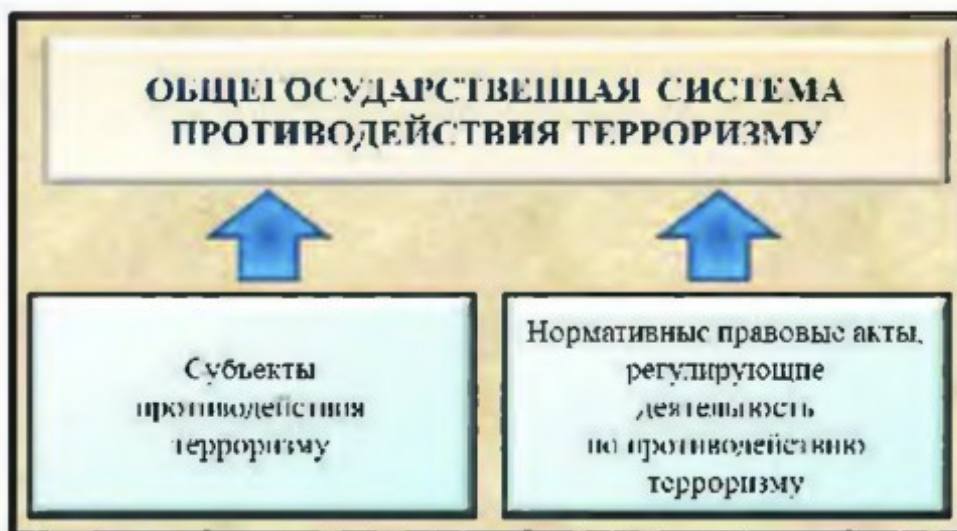 ОБЩЕГОСУДАРСТВЕННАЯ СИСТЕМА
ПРОТИВОДЕЙСТВИЯ ТЕРРОРИЗМУ
Субъекты
противодействия
терроризму
Нормативные правовые акты,
регулирующие
деятельность
по противодействию
терроризму